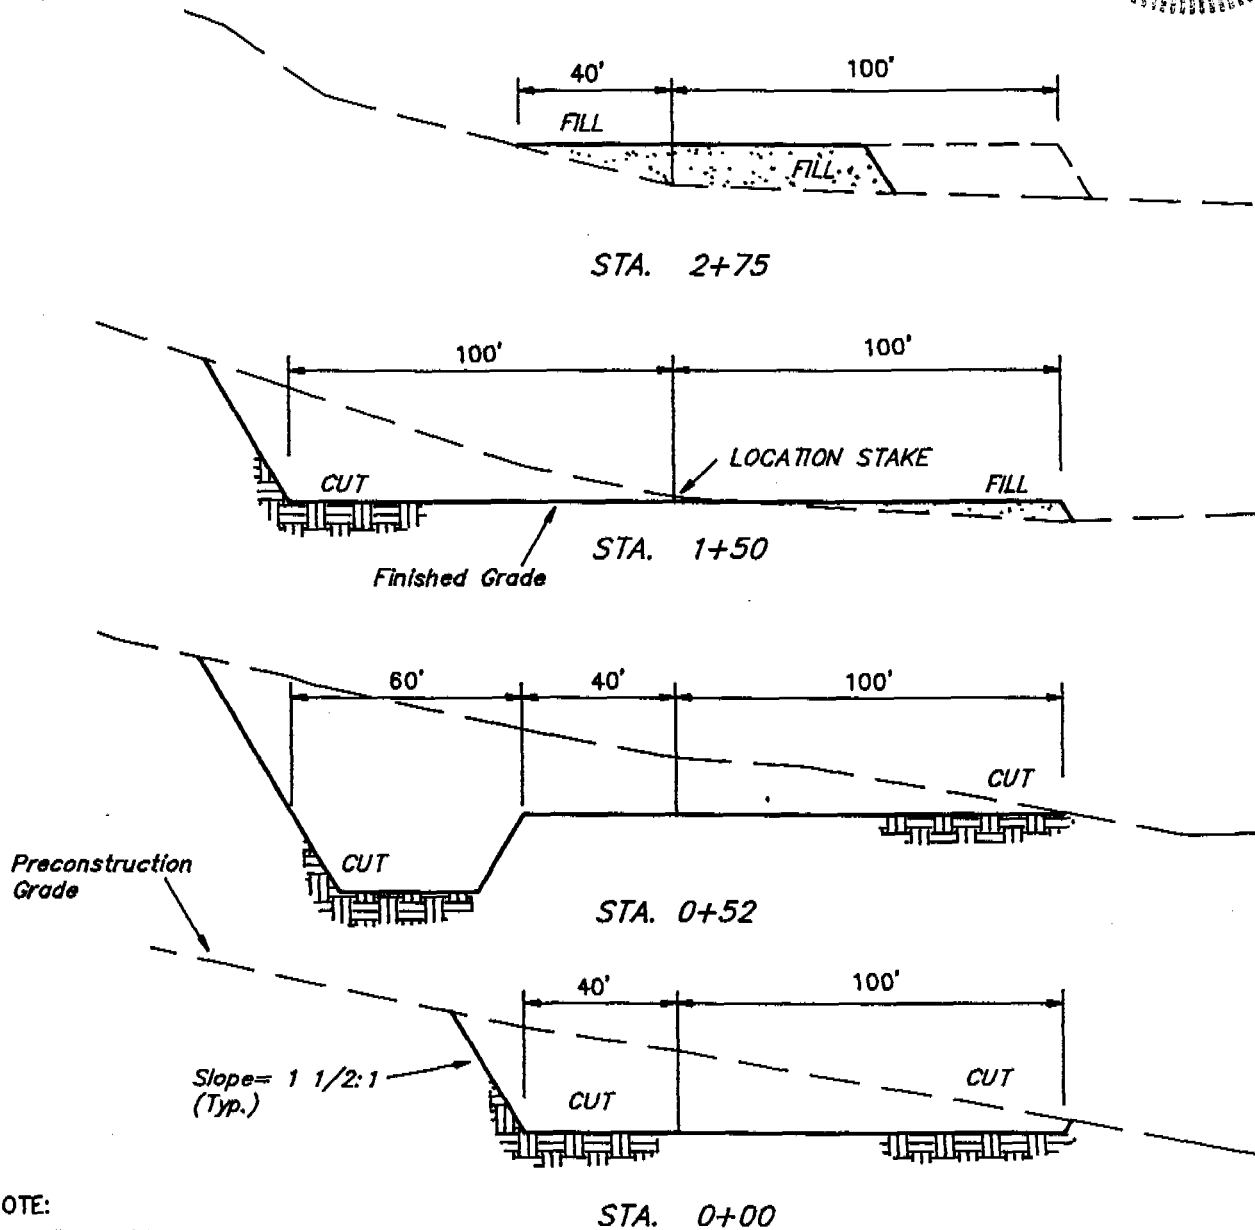 40' 100'
FILL
FILL
STA. 2+75
100' 100'
LOCATION STAKE
CUT FILL
STA. 1+50
Finished Grade
60' 40' 100'
CUT
CUT
Preconstruction
Grade
STA. 0+52
40' 100'
Slope= 1 1/2:1
(Typ.)
CUT CUT
OTE:
STA. 0+00